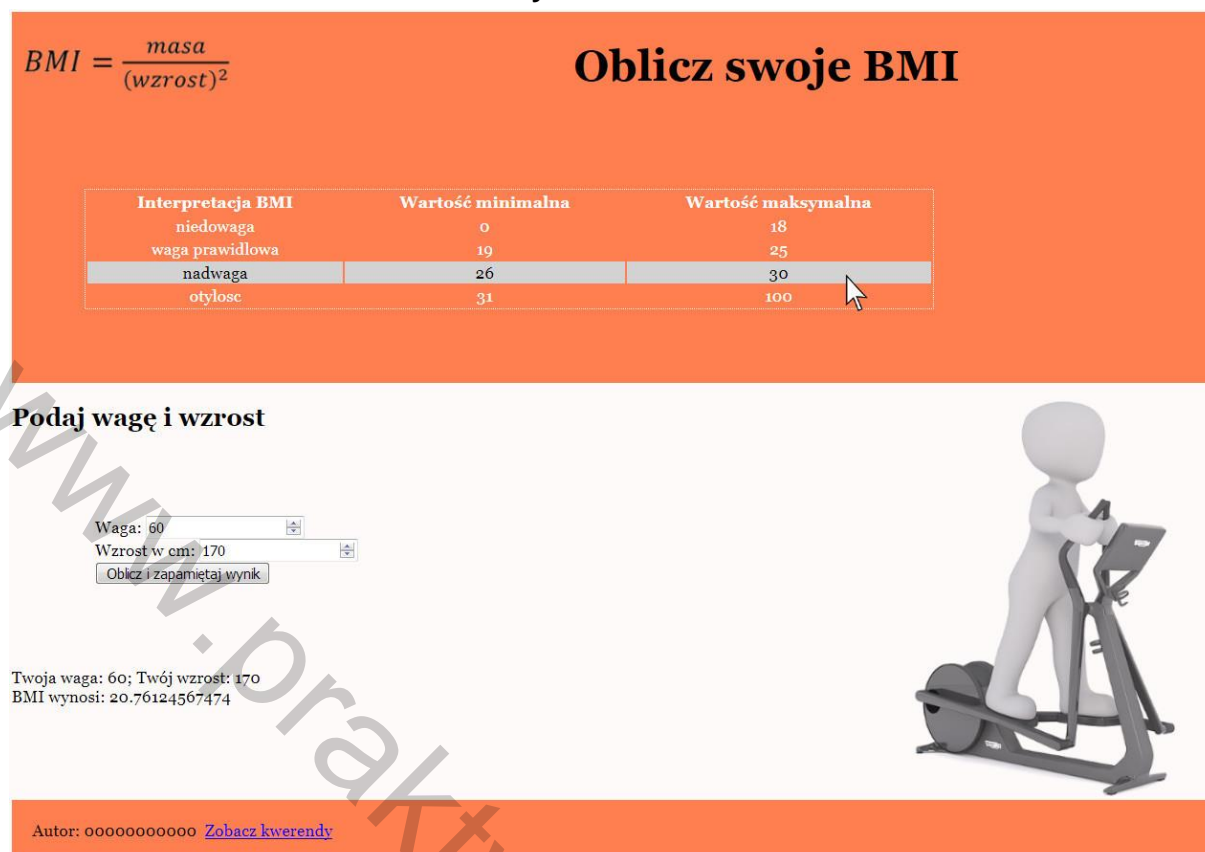 BMI = masa / (wzrost)²
Oblicz swoje BMI
Interpretacja BMI Wartość minimalna Wartość maksymalna
niedowaga 0 18
waga prawidlowa 19 25
nadwaga 26 30
otylosc 31 100
Podaj wagę i wzrost
Waga: 60
Wzrost w cm: 170
Oblicz i zapamiętaj wynik
Twoja waga: 60; Twój wzrost: 170
BMI wynosi: 20.76124567474
Autor: 00000000000 Zobacz kwerendy
www.prakty